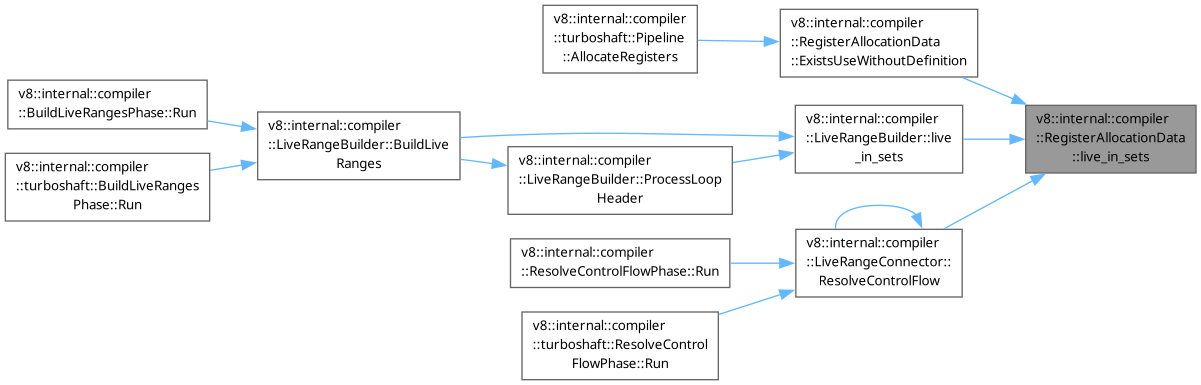 v8::internal::compiler
::turboshaft::Pipeline
::AllocateRegisters
v8::internal::compiler
::RegisterAllocationData
::ExistsUseWithoutDefinition
v8::internal::compiler
::BuildLiveRangesPhase::Run
v8::internal::compiler
::LiveRangeBuilder::BuildLive
Ranges
v8::internal::compiler
::LiveRangeBuilder::live
_in_sets
v8::internal::compiler
::RegisterAllocationData
::live_in_sets
v8::internal::compiler
::turboshaft::BuildLiveRanges
Phase::Run
v8::internal::compiler
::LiveRangeBuilder::ProcessLoop
Header
v8::internal::compiler
::ResolveControlFlowPhase::Run
v8::internal::compiler
::LiveRangeConnector::
ResolveControlFlow
v8::internal::compiler
::turboshaft::ResolveControl
FlowPhase::Run